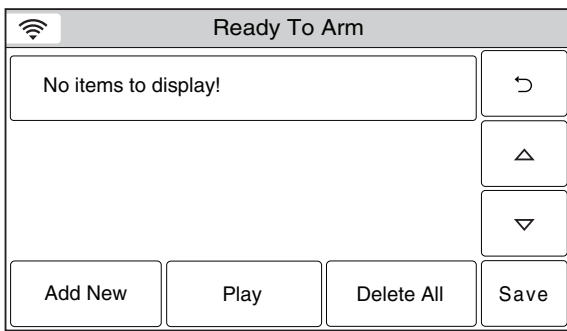 Ready To Arm
No items to display!
Add New
Play
Delete All
Save